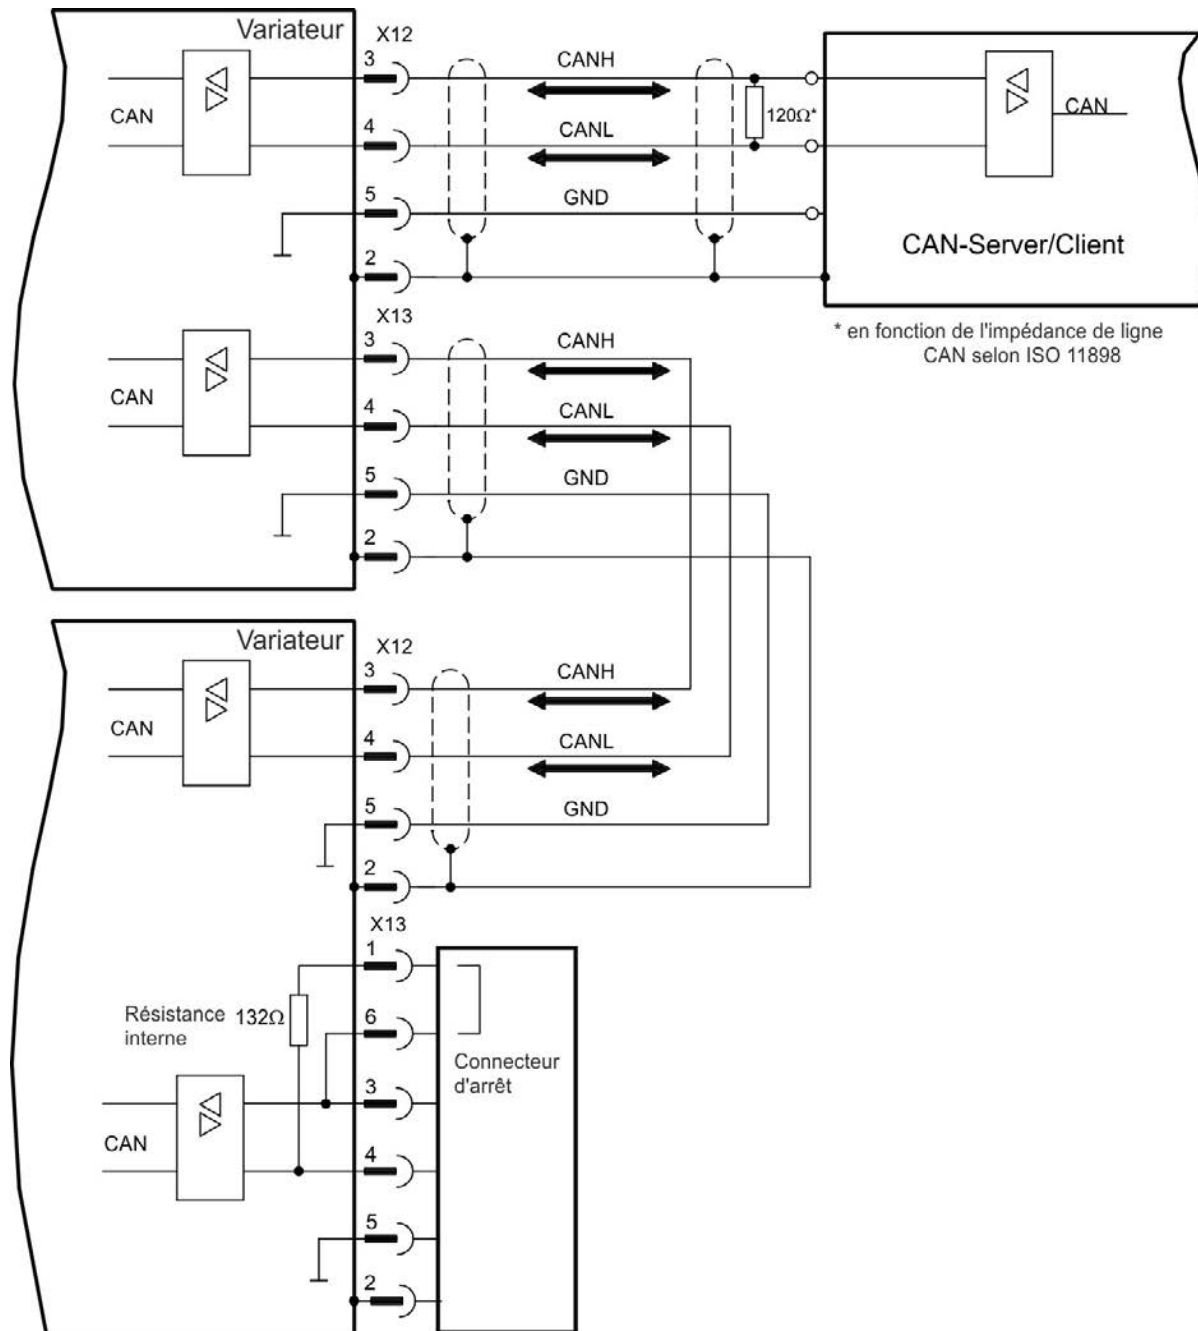 Variateur
X12
3
CANH
CAN
120Ω*
CAN
4
CANL
5
GND
CAN-Server/Client
2
* en fonction de l'impédance de ligne
CAN selon ISO 11898
X13
3
CANH
CAN
4
CANL
5
GND
2
Variateur
X12
3
CANH
CAN
4
CANL
5
GND
2
X13
1
Résistance
interne
132Ω
6
Connecteur
d'arrêt
3
CAN
4
5
2